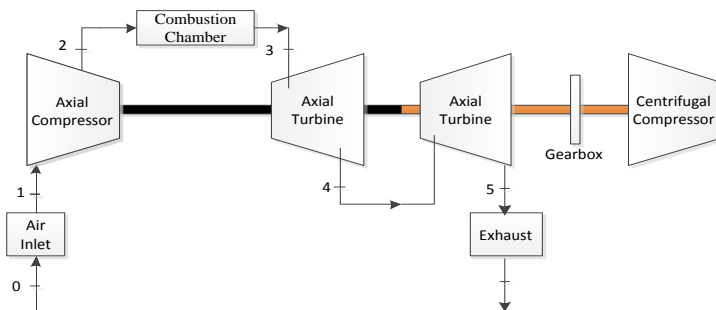 Combustion
Chamber
2
3
Axial
Compressor
Axial
Turbine
Axial
Turbine
Centrifugal
Compressor
Gearbox
1
4
5
Air
Inlet
Exhaust
0